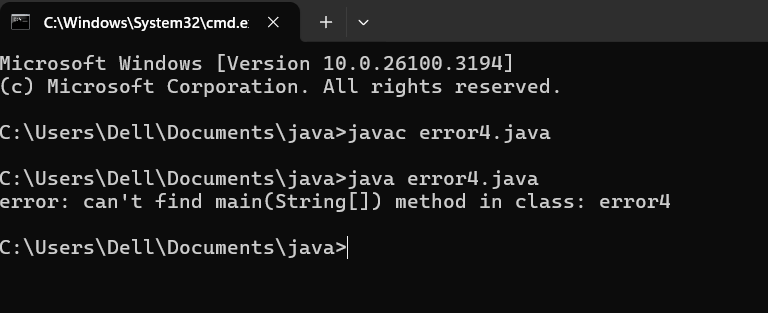 C:\Windows\System32\cmd.e
Microsoft Windows [Version 10.0.26100.3194]
(c) Microsoft Corporation. All rights reserved.
C:\Users\Dell\Documents\java>javac error4.java
C:\Users\Dell\Documents\java>java error4.java
error: can't find main(String[]) method in class: error4
C:\Users\Dell\Documents\java>